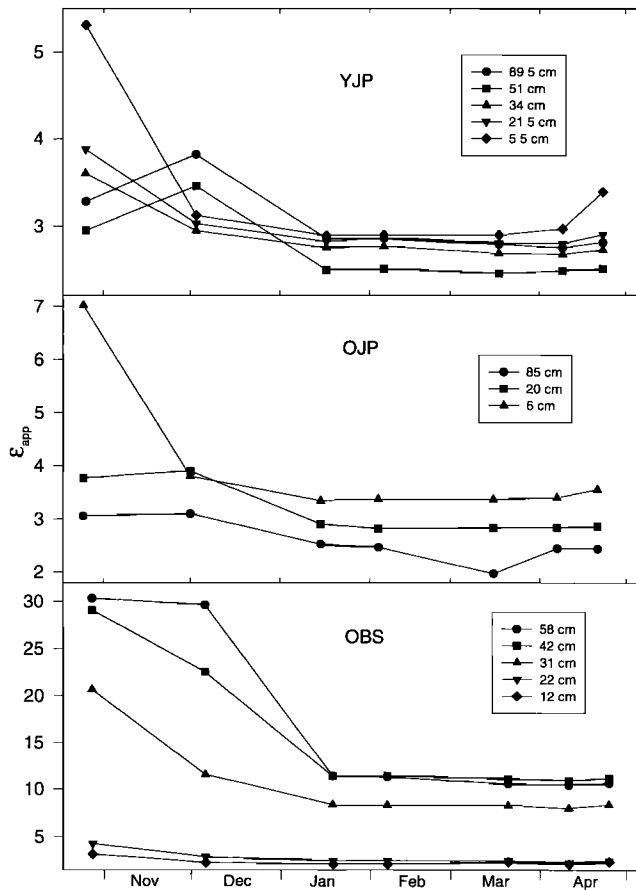 5
4
3
YJP
89 5 cm
51 cm
34 cm
21 5 cm
5 5 cm
7
6
5
4
3
2
εapp
OJP
85 cm
20 cm
6 cm
30
25
20
15
10
5
OBS
58 cm
42 cm
31 cm
22 cm
12 cm
Nov Dec Jan Feb Mar Apr